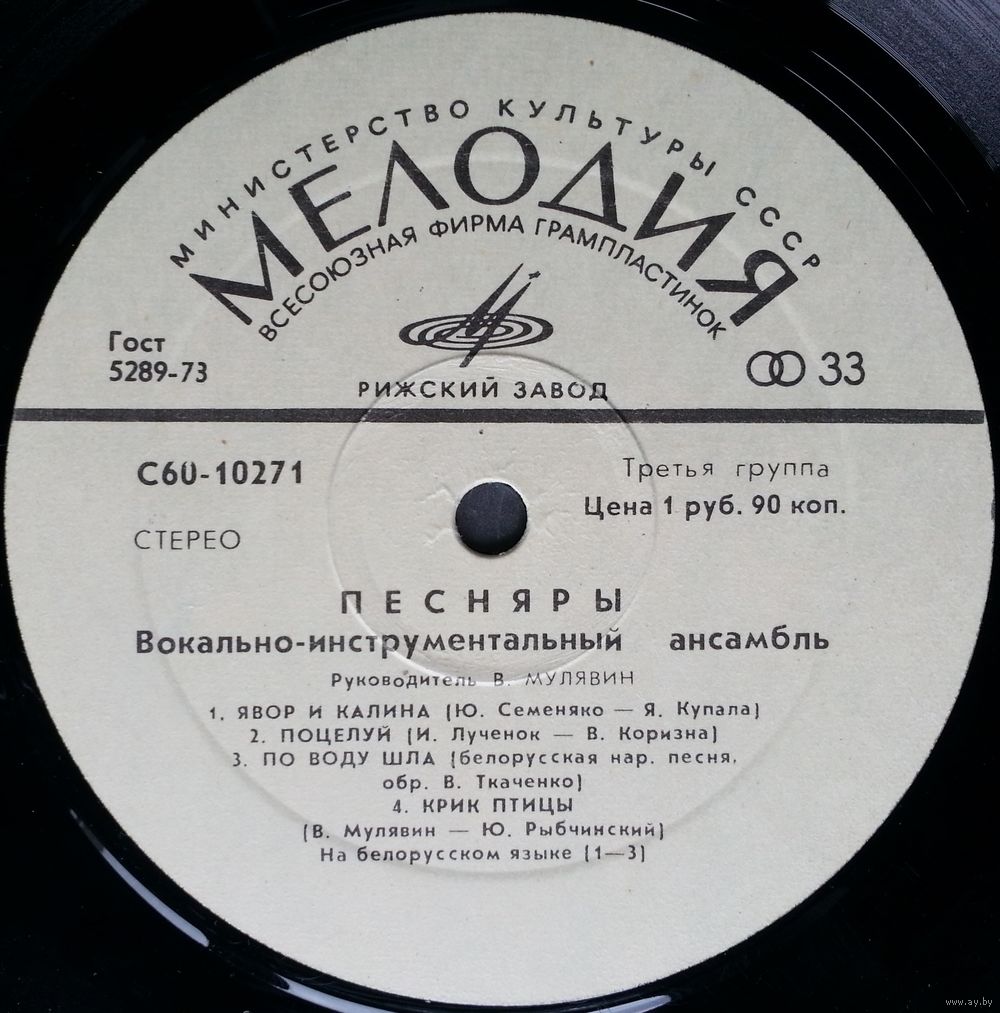 МИНИСТЕРСТВО КУЛЬТУРЫ СССР
МЕЛОДИЯ
ВСЕСОЮЗНАЯ ФИРМА ГРАМПЛАСТИНОК
Гост
5289-73
33
РИЖСКИЙ ЗАВОД
С60-10271
Третья группа
Цена 1 руб. 90 коп.
СТЕРЕО
ПЕСНЯРЫ
Вокально-инструментальный ансамбль
Руководитель В. МУЛЯВИН
1. ЯВОР И КАЛИНА (Ю. Семеняко — Я. Купала)
2. ПОЦЕЛУЙ (И. Лученок — В. Коризна)
3. ПО ВОДУ ШЛА (белорусская нар. песня,
обр. В. Ткаченко)
4. КРИК ПТИЦЫ
(В. Мулявин — Ю. Рыбчинский)
На белорусском языке (1—3)
www.ay.by